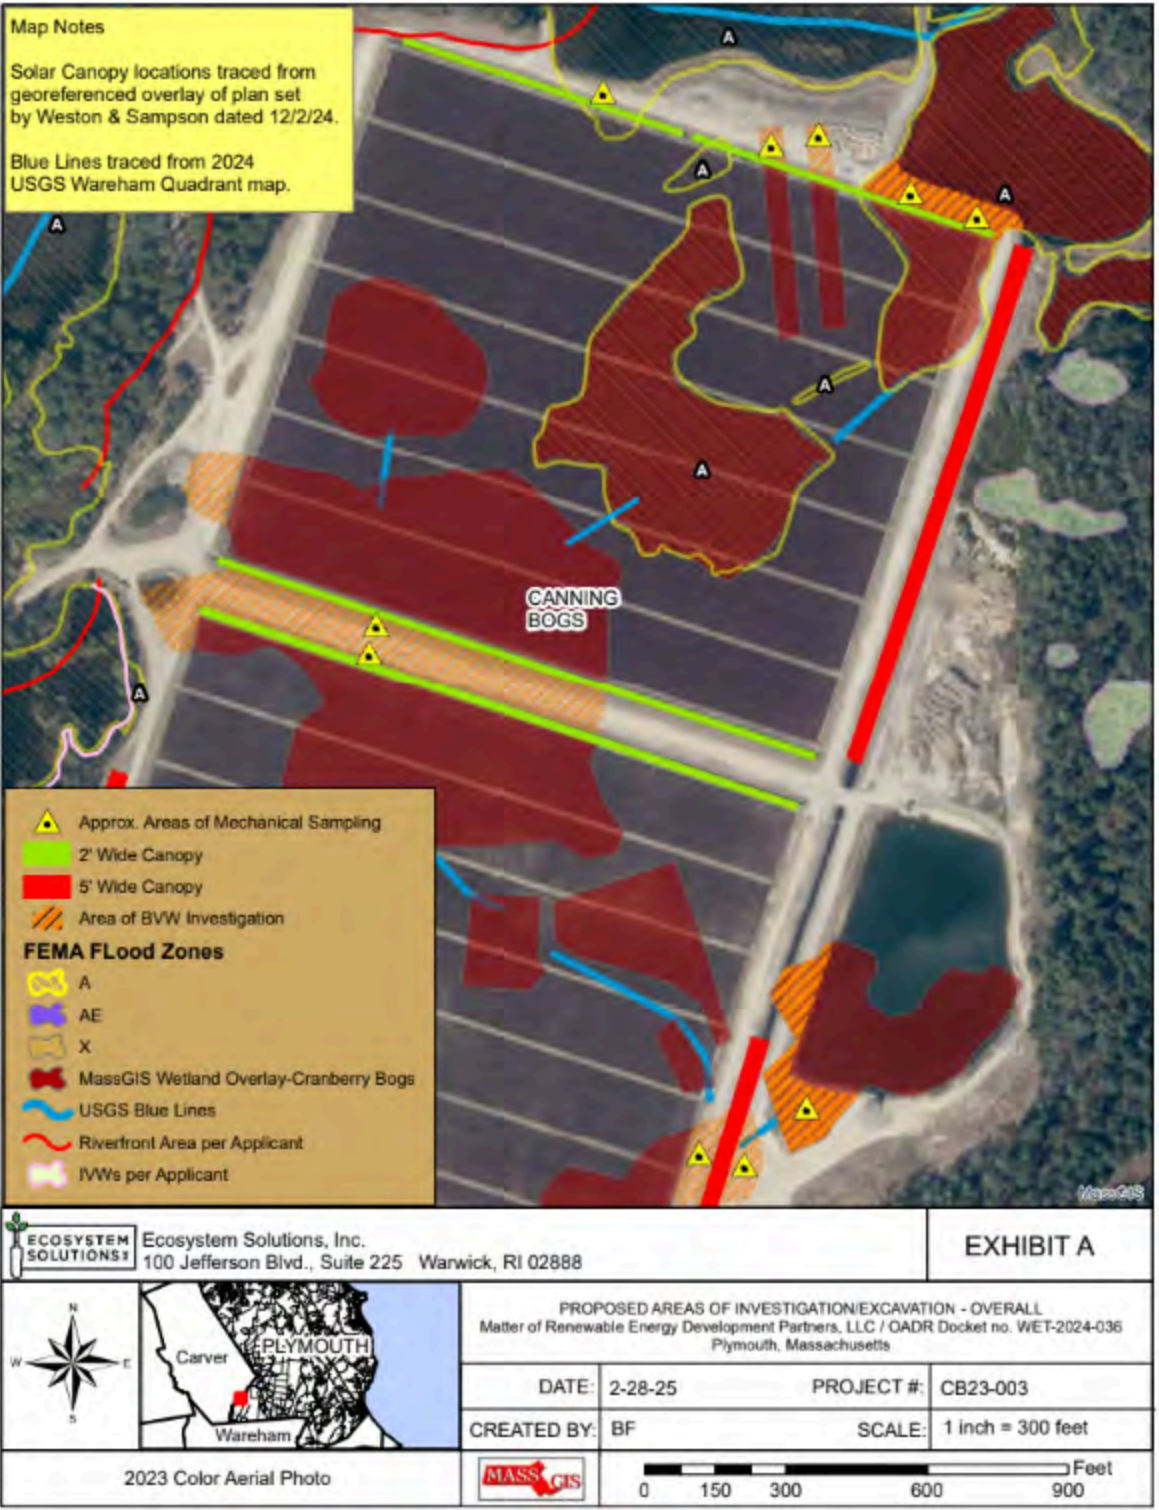 Map Notes
Solar Canopy locations traced from
georeferenced overlay of plan set
by Weston & Sampson dated 12/2/24.
Blue Lines traced from 2024
USGS Wareham Quadrant map.
A
A
A
A
A
A
A
CANNING
BOGS
Approx. Areas of Mechanical Sampling
2' Wide Canopy
5' Wide Canopy
Area of BVW Investigation
FEMA FLood Zones
A
AE
X
MassGIS Wetland Overlay-Cranberry Bogs
USGS Blue Lines
Riverfront Area per Applicant
IVWs per Applicant
MassGIS
ECOSYSTEM
SOLUTIONS
Ecosystem Solutions, Inc.
100 Jefferson Blvd., Suite 225 Warwick, RI 02888
EXHIBIT A
N
W
E
S
Carver
PLYMOUTH
Wareham
PROPOSED AREAS OF INVESTIGATION/EXCAVATION - OVERALL
Matter of Renewable Energy Development Partners, LLC / OADR Docket no. WET-2024-036
Plymouth, Massachusetts
DATE: 2-28-25 PROJECT #: CB23-003
CREATED BY: BF SCALE: 1 inch = 300 feet
2023 Color Aerial Photo
MASS GIS
Feet
0 150 300 600 900